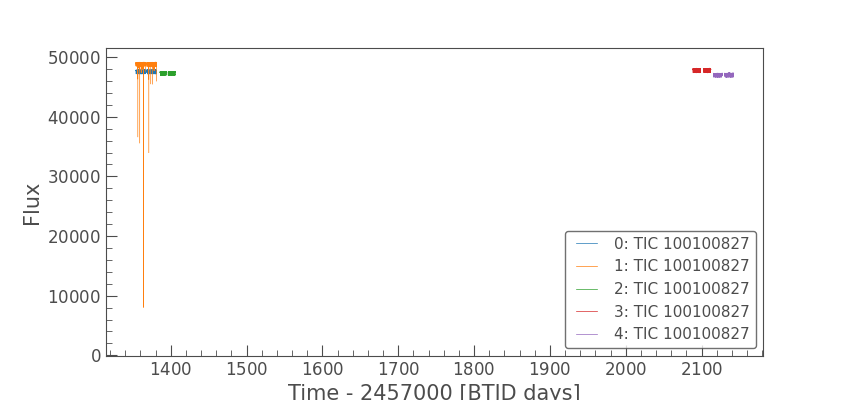 50000
40000
30000
20000
10000
0
Flux
0: TIC 100100827
1: TIC 100100827
2: TIC 100100827
3: TIC 100100827
4: TIC 100100827
1400 1500 1600 1700 1800 1900 2000 2100
Time - 2457000 [BTJD days]